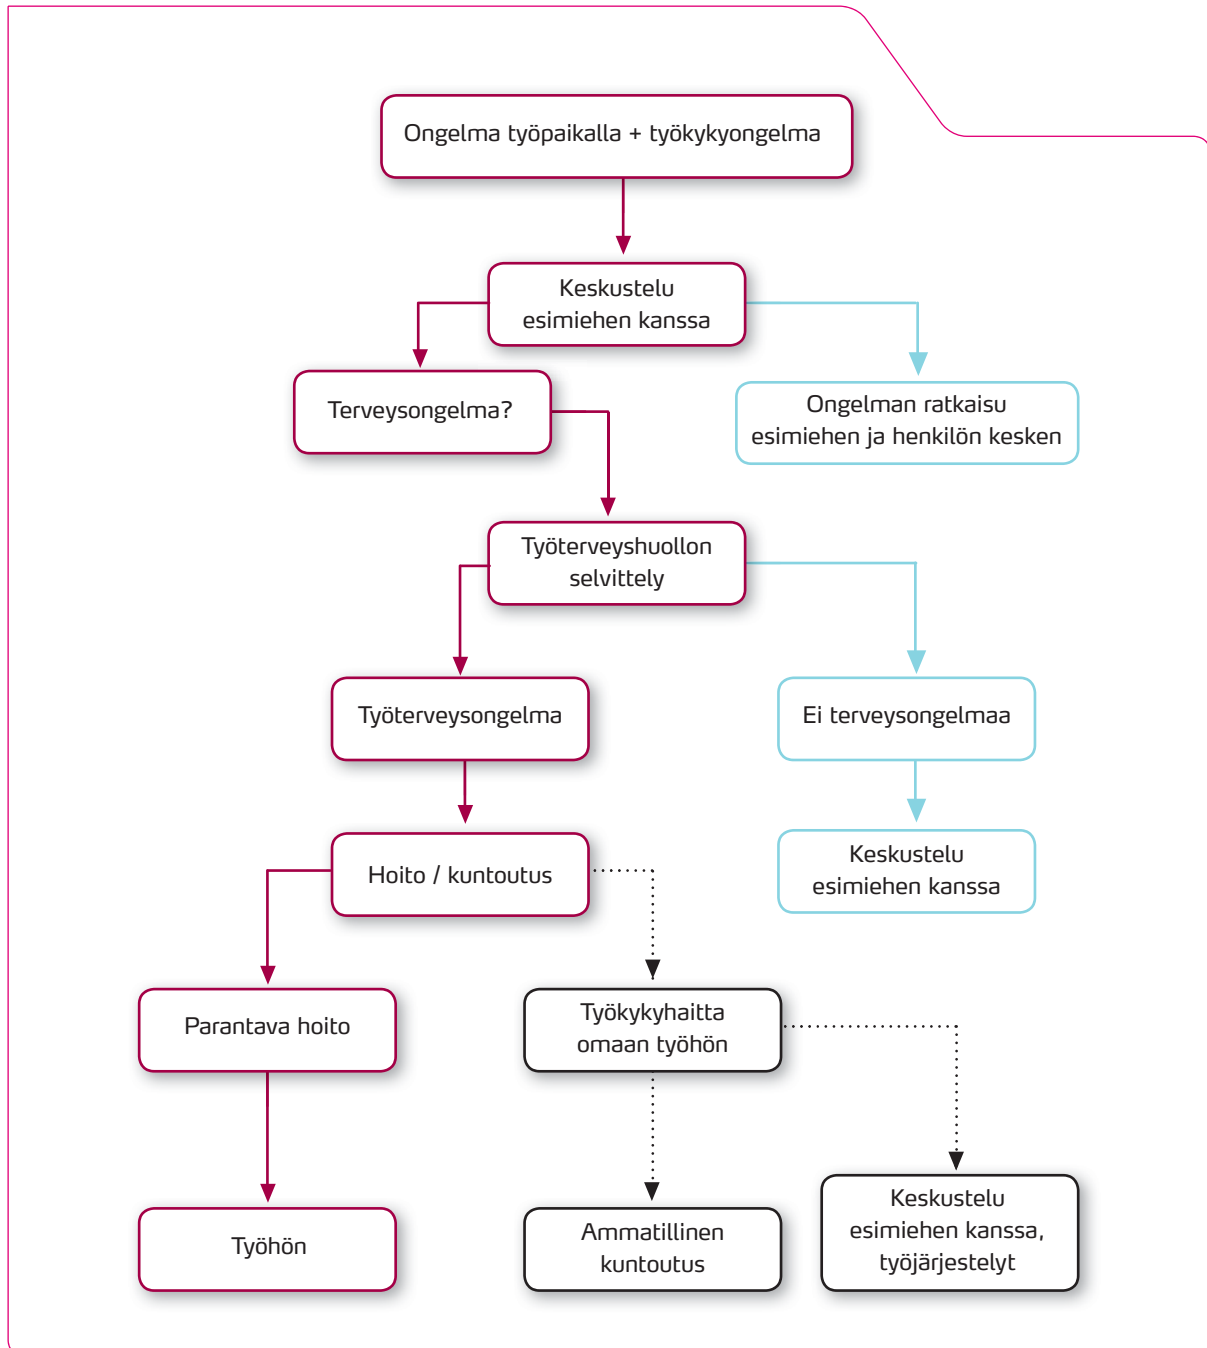 Ongelma työpaikalla + työkykyongelma
Keskustelu
esimiehen kanssa
Terveysongelma?
Ongelman ratkaisu
esimiehen ja henkilön kesken
Työterveyshuollon
selvittely
Työterveysongelma
Ei terveysongelmaa
Hoito / kuntoutus
Keskustelu
esimiehen kanssa
Parantava hoito
Työkykyhaitta
omaan työhön
Työhön
Ammatillinen
kuntoutus
Keskustelu
esimiehen kanssa,
työjärjestelyt